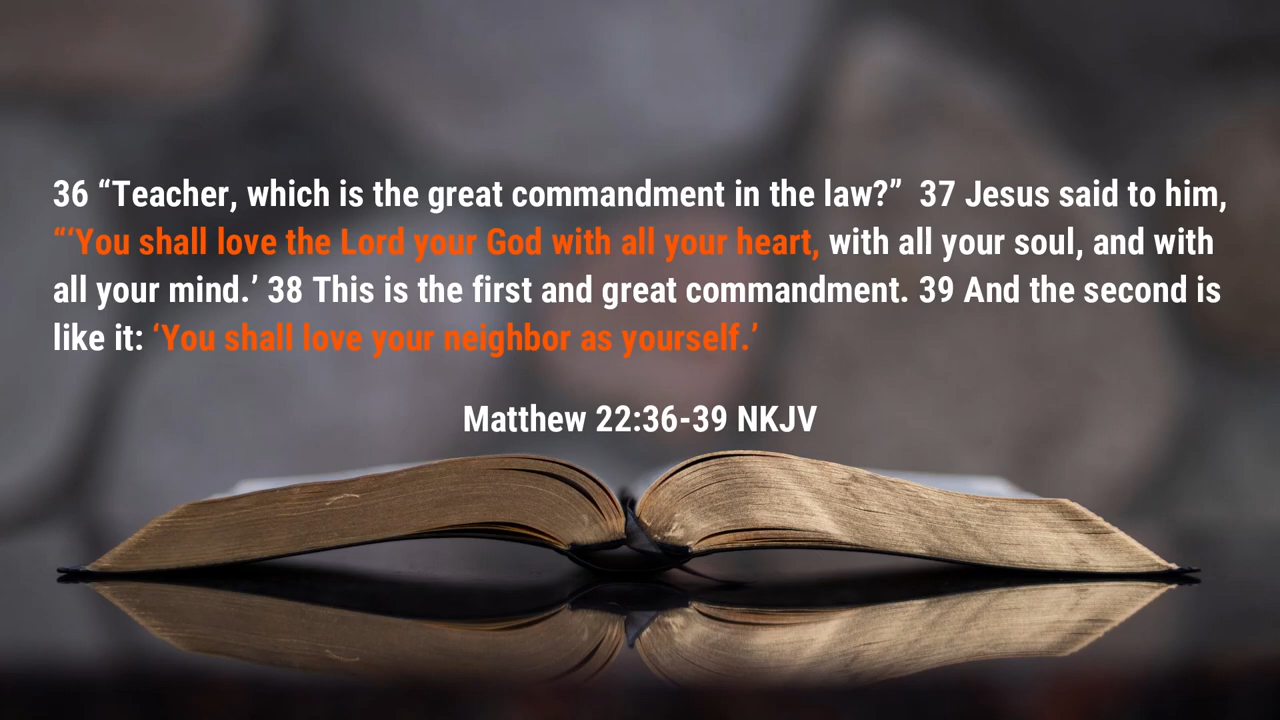 36 “Teacher, which is the great commandment in the law?”  37 Jesus said to him,
“‘You shall love the Lord your God with all your heart, with all your soul, and with
all your mind.’ 38 This is the first and great commandment. 39 And the second is
like it: ‘You shall love your neighbor as yourself.’
Matthew 22:36-39 NKJV